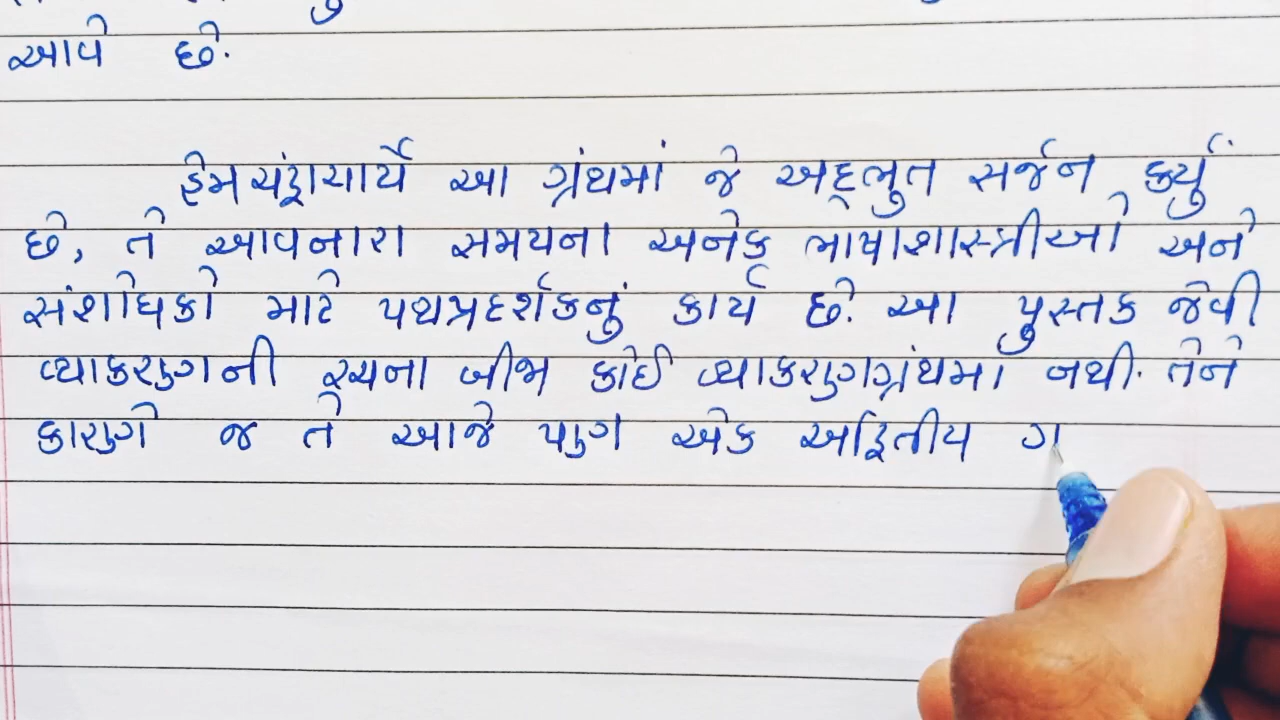 આવે છે.
હેમચંદ્રાચાર્યે આ ગ્રંથમાં જે અદ્ભુત સર્જન કર્યું
છે, તે આવનારા સમયના અનેક ભાષાશાસ્ત્રીઓ અને
સંશોધકો માટે પથપ્રદર્શકનું કાર્ય છે. આ પુસ્તક જેવી
વ્યાકરણની રચના બીજા કોઈ વ્યાકરણગ્રંથમાં નથી. તેને
કારણે જ તે આજે પણ એક અદ્વિતીય ગ